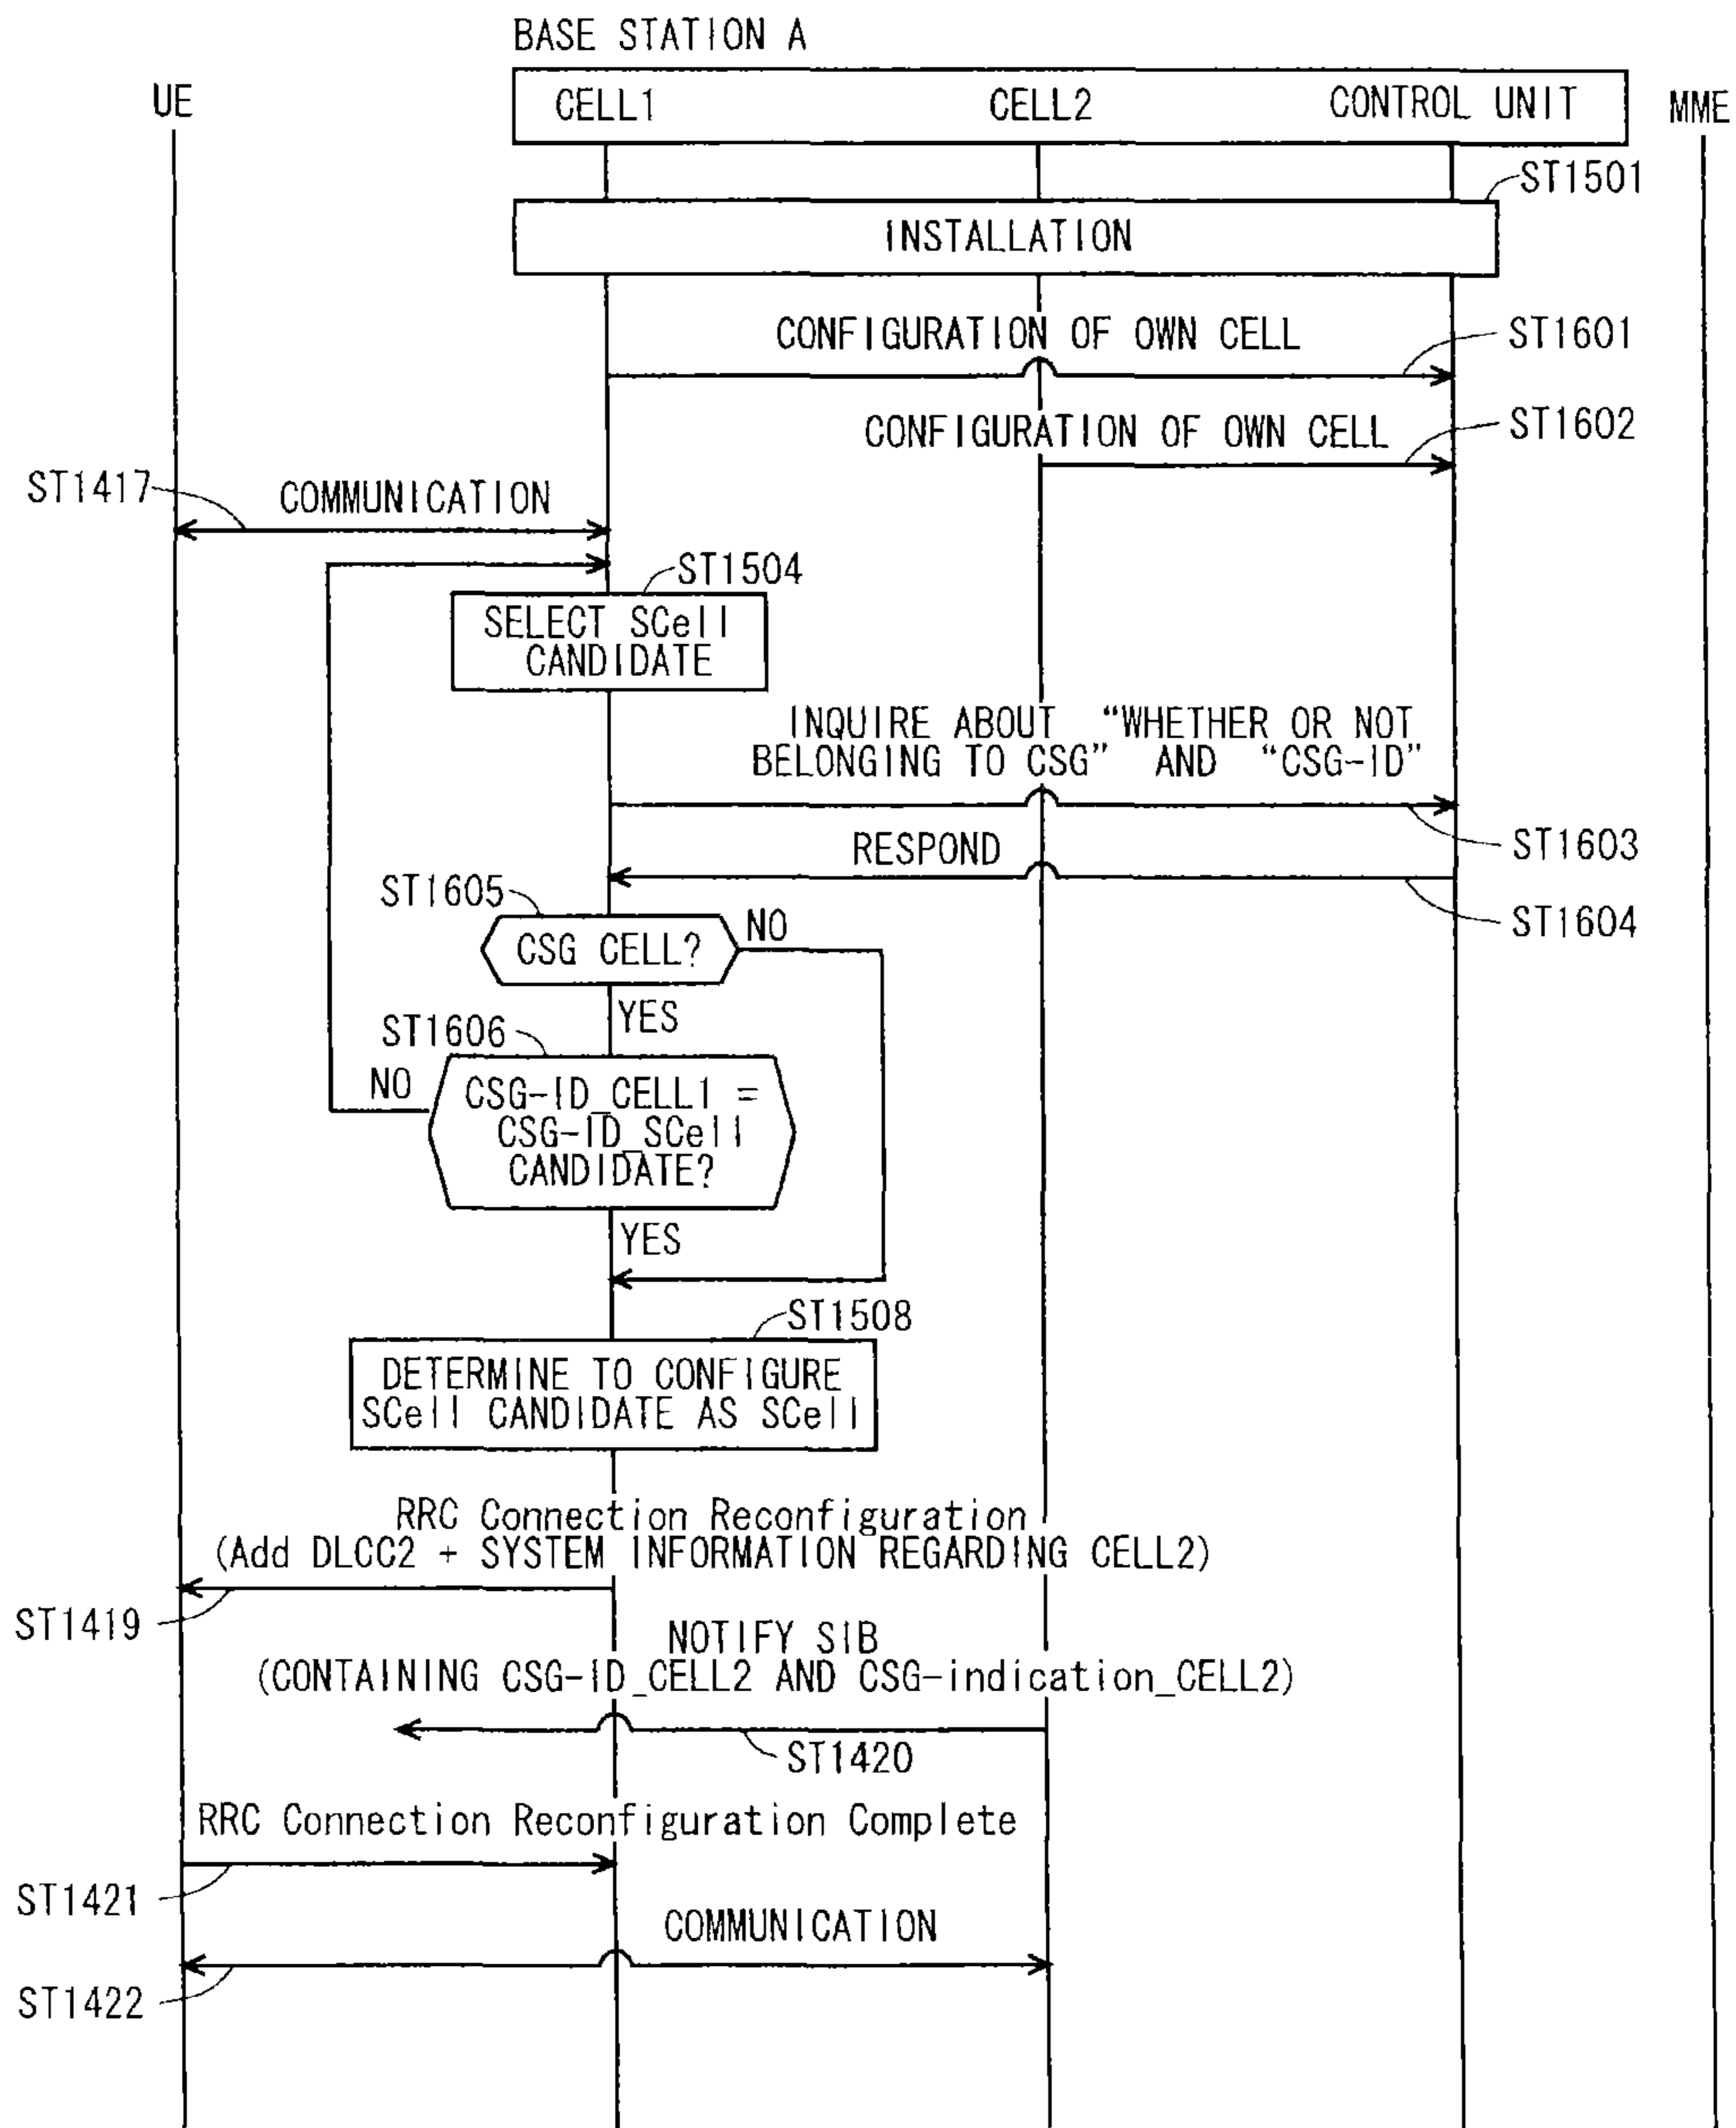 BASE STATION A
UE
CELL1
CELL2
CONTROL UNIT
MME
ST1501
INSTALLATION
CONFIGURATION OF OWN CELL
ST1601
CONFIGURATION OF OWN CELL
ST1602
ST1417
COMMUNICATION
ST1504
SELECT SCell
CANDIDATE
INQUIRE ABOUT "WHETHER OR NOT
BELONGING TO CSG" AND "CSG-ID"
ST1603
RESPOND
ST1604
ST1605
CSG CELL?
NO
YES
ST1606
NO
CSG-ID_CELL1 =
CSG-ID_SCell
CANDIDATE?
YES
ST1508
DETERMINE TO CONFIGURE
SCell CANDIDATE AS SCell
RRC Connection Reconfiguration
(Add DLCC2 + SYSTEM INFORMATION REGARDING CELL2)
ST1419
NOTIFY SIB
(CONTAINING CSG-ID_CELL2 AND CSG-indication_CELL2)
ST1420
RRC Connection Reconfiguration Complete
ST1421
COMMUNICATION
ST1422